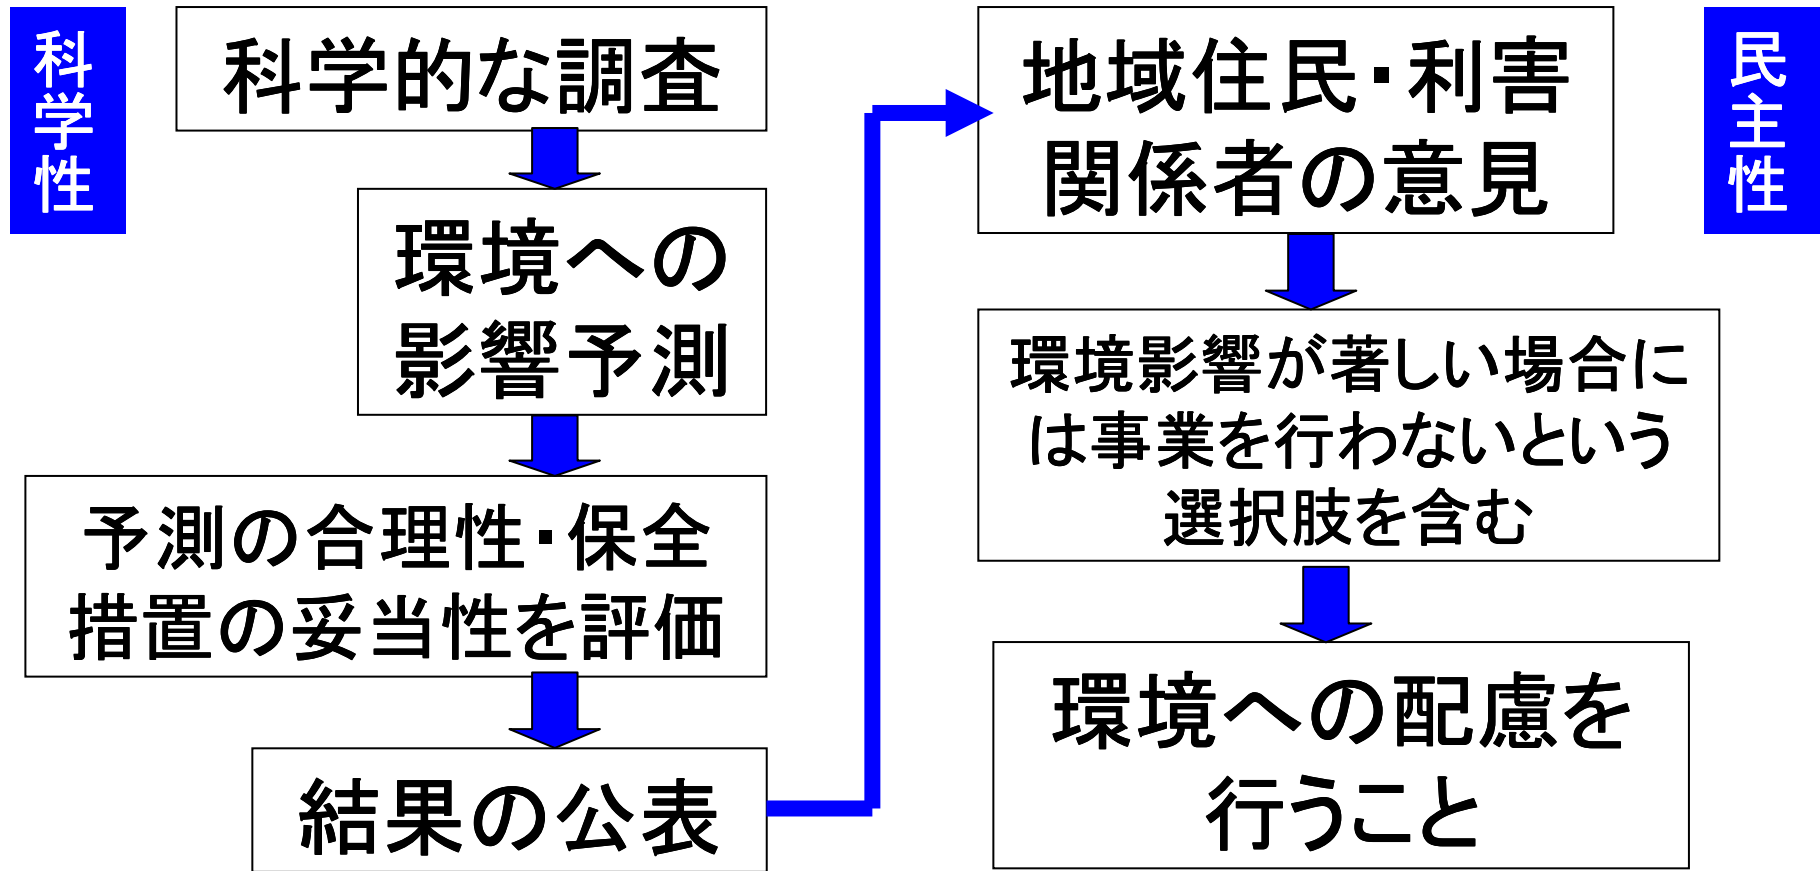 科学性
科学的な調査
環境への
影響予測
予測の合理性・保全
措置の妥当性を評価
結果の公表
地域住民・利害
関係者の意見
環境影響が著しい場合に
は事業を行わないという
選択肢を含む
環境への配慮を
行うこと
民主性